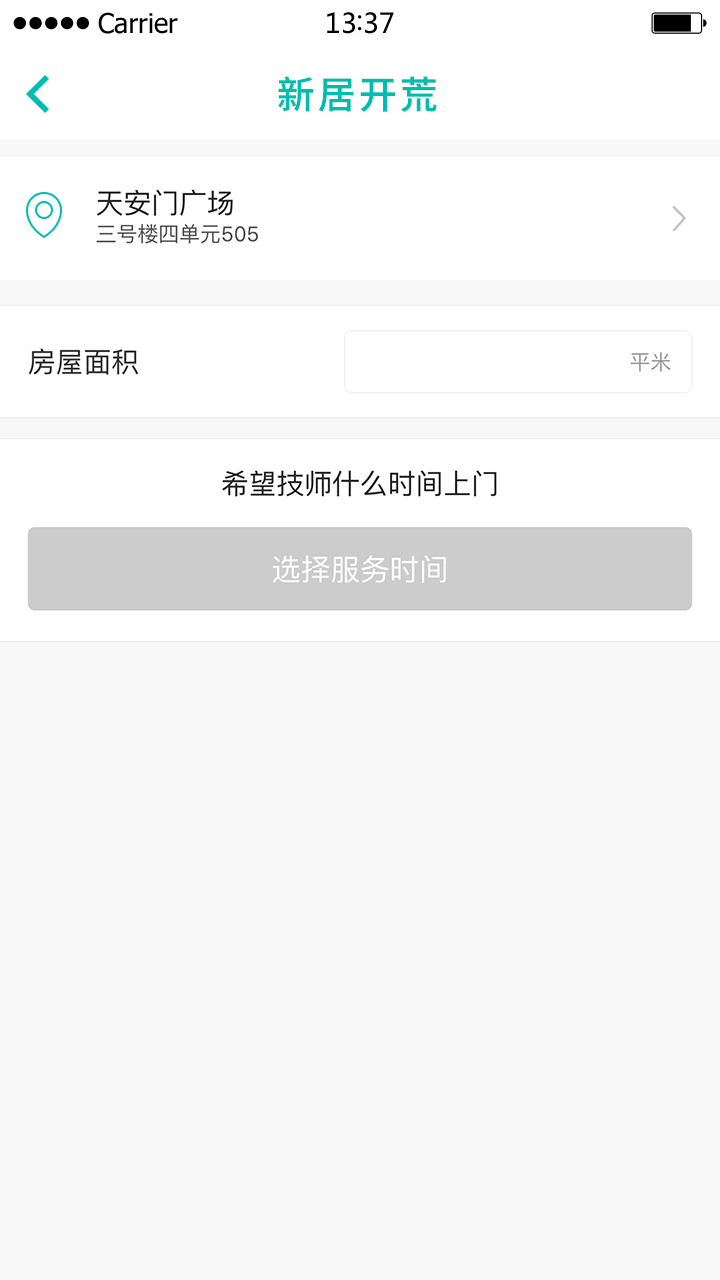 Carrier 13:37
新居开荒
天安门广场
三号楼四单元505
房屋面积 平米
希望技师什么时间上门
选择服务时间